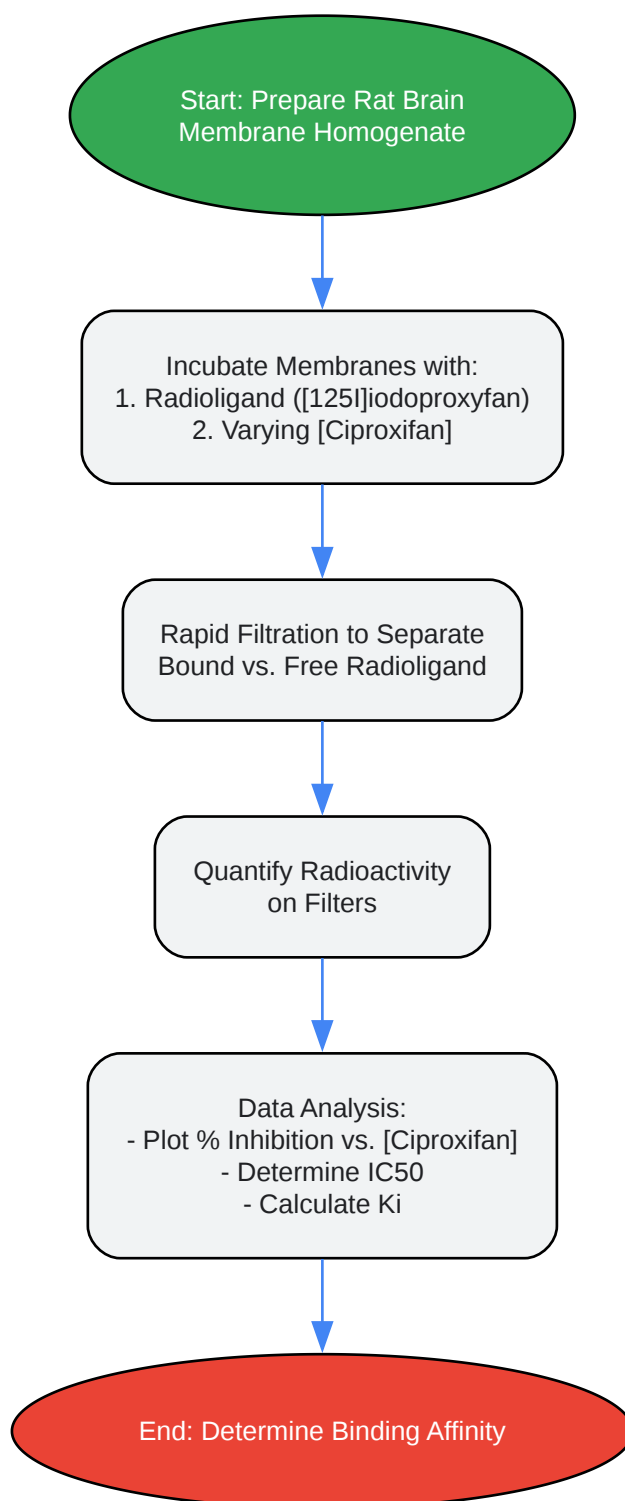 Start: Prepare Rat Brain
Membrane Homogenate
Incubate Membranes with:
1. Radioligand ([125I]iodoproxyfan)
2. Varying [Ciproxifan]
Rapid Filtration to Separate
Bound vs. Free Radioligand
Quantify Radioactivity
on Filters
Data Analysis:
- Plot % Inhibition vs. [Ciproxifan]
- Determine IC50
- Calculate Ki
End: Determine Binding Affinity